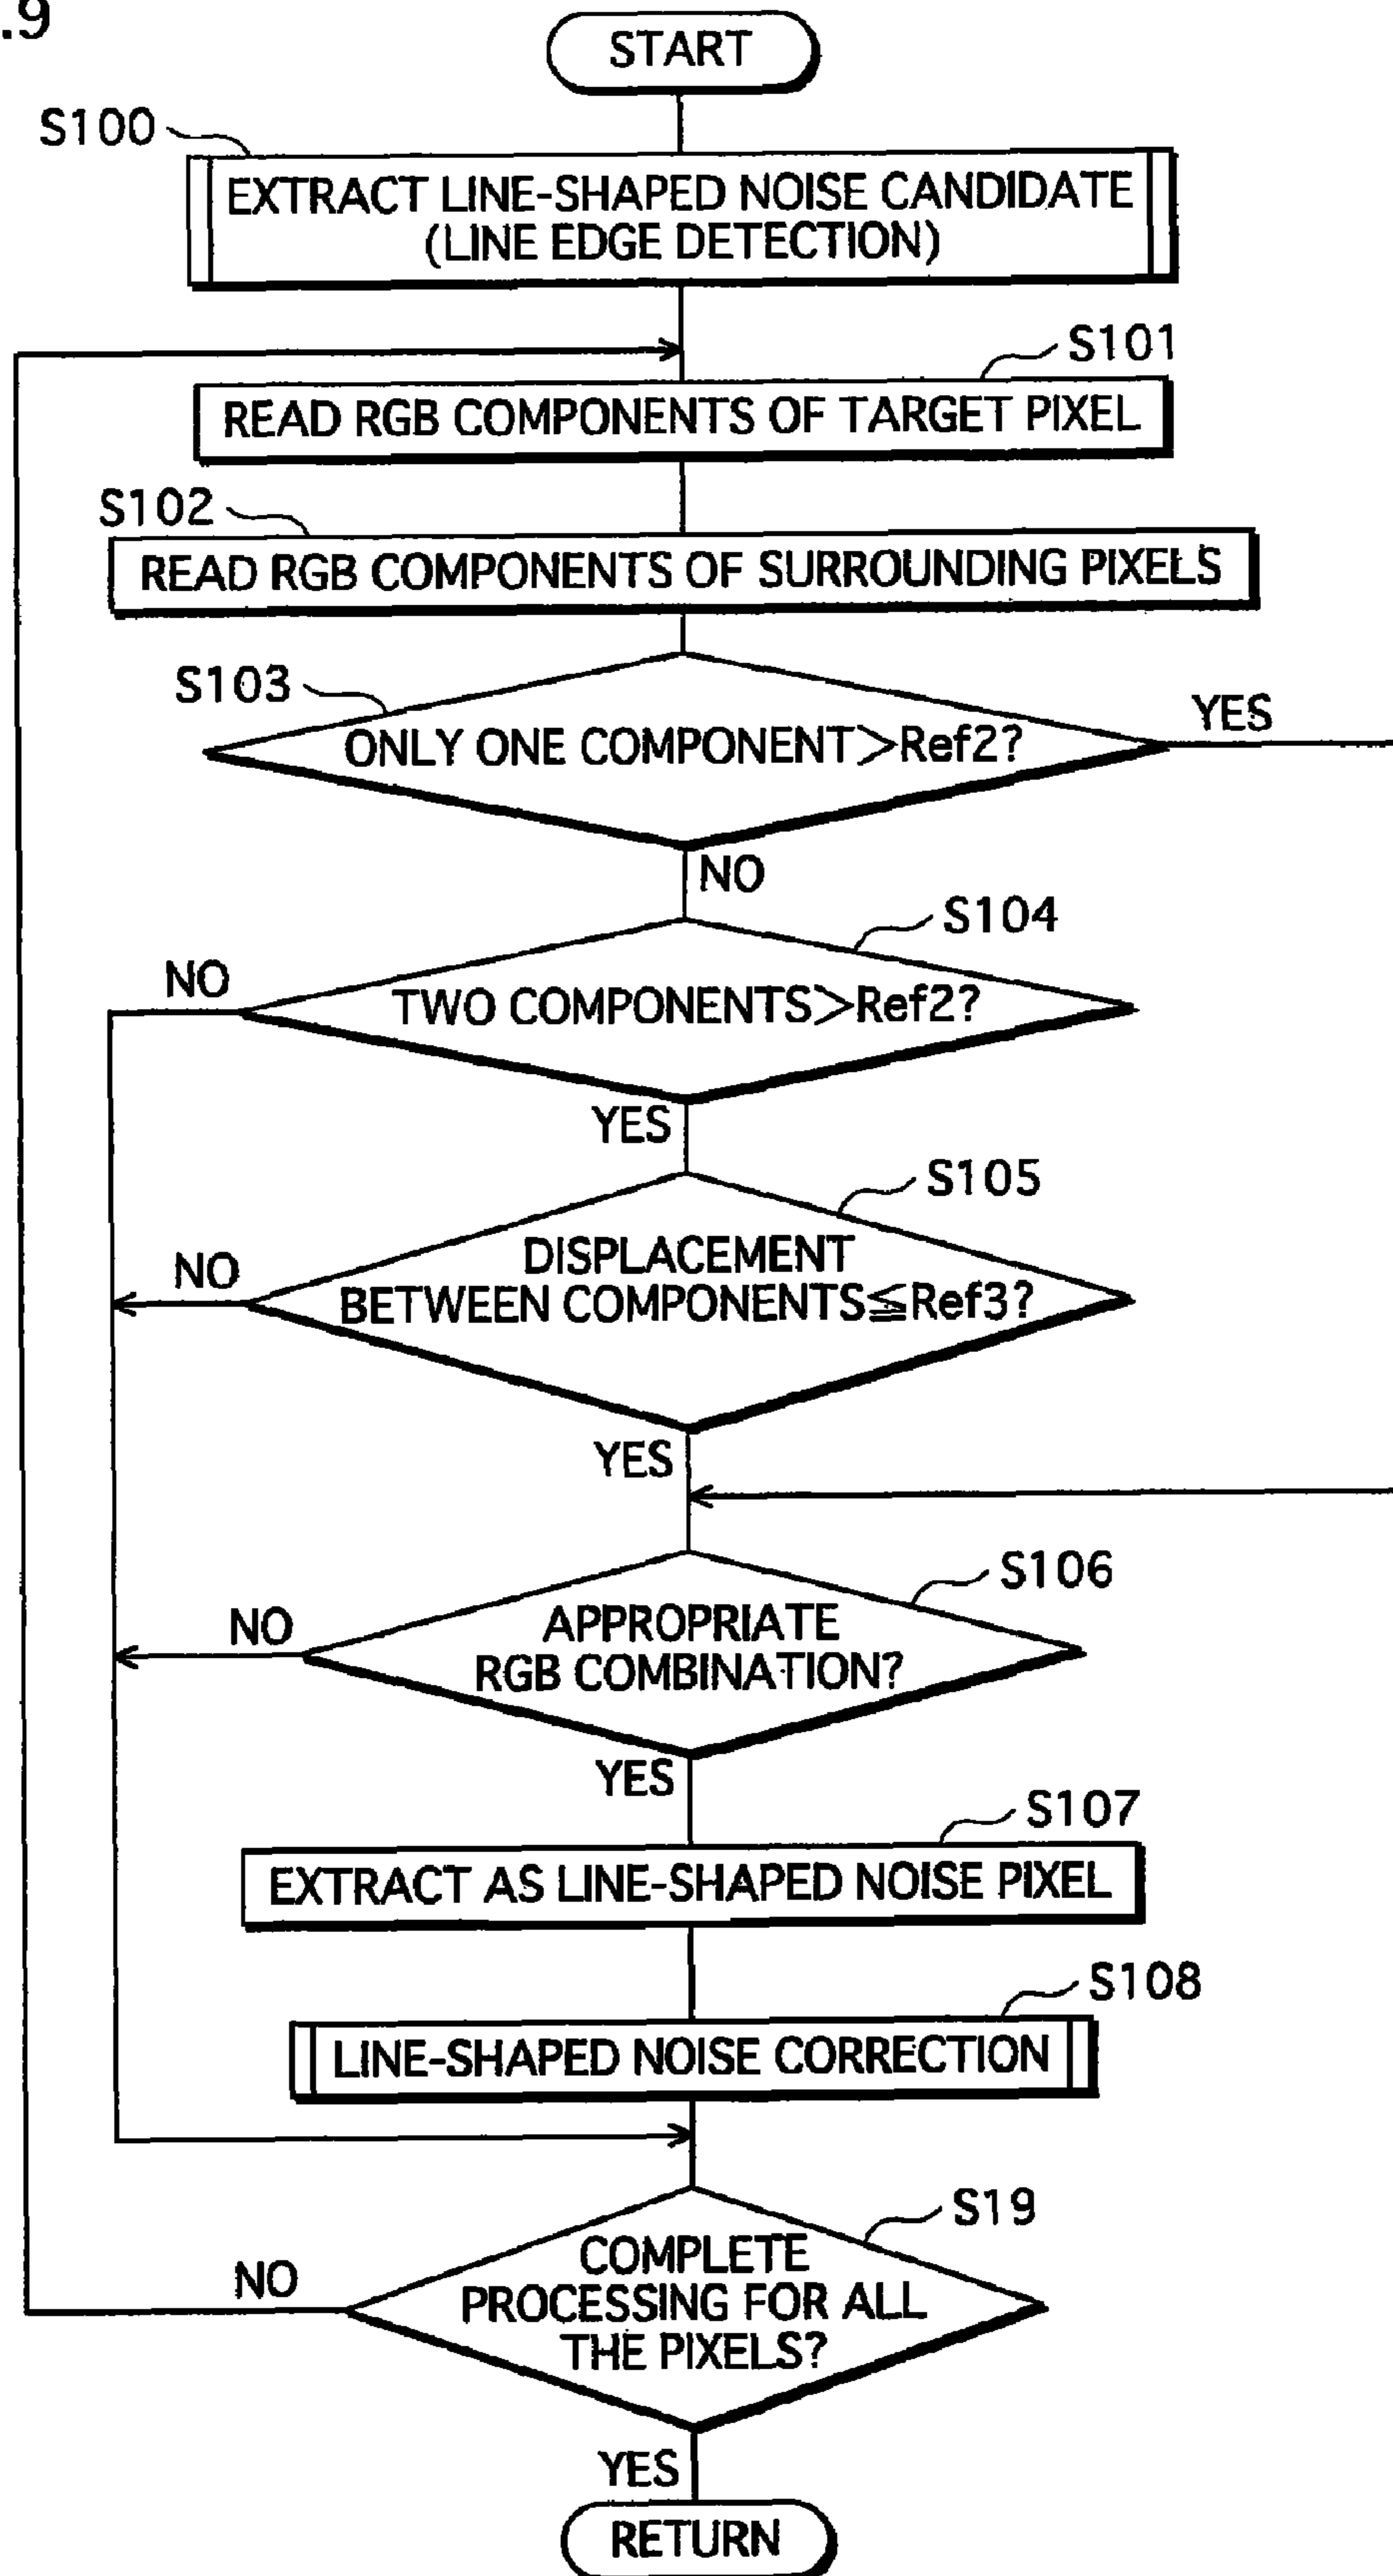 .9
START
S100
EXTRACT LINE-SHAPED NOISE CANDIDATE
(LINE EDGE DETECTION)
S101
READ RGB COMPONENTS OF TARGET PIXEL
S102
READ RGB COMPONENTS OF SURROUNDING PIXELS
S103
YES
ONLY ONE COMPONENT>Ref2?
NO
S104
NO
TWO COMPONENTS>Ref2?
YES
S105
NO
DISPLACEMENT
BETWEEN COMPONENTS≦Ref3?
YES
S106
NO
APPROPRIATE
RGB COMBINATION?
YES
S107
EXTRACT AS LINE-SHAPED NOISE PIXEL
S108
LINE-SHAPED NOISE CORRECTION
S19
NO
COMPLETE
PROCESSING FOR ALL
THE PIXELS?
YES
RETURN